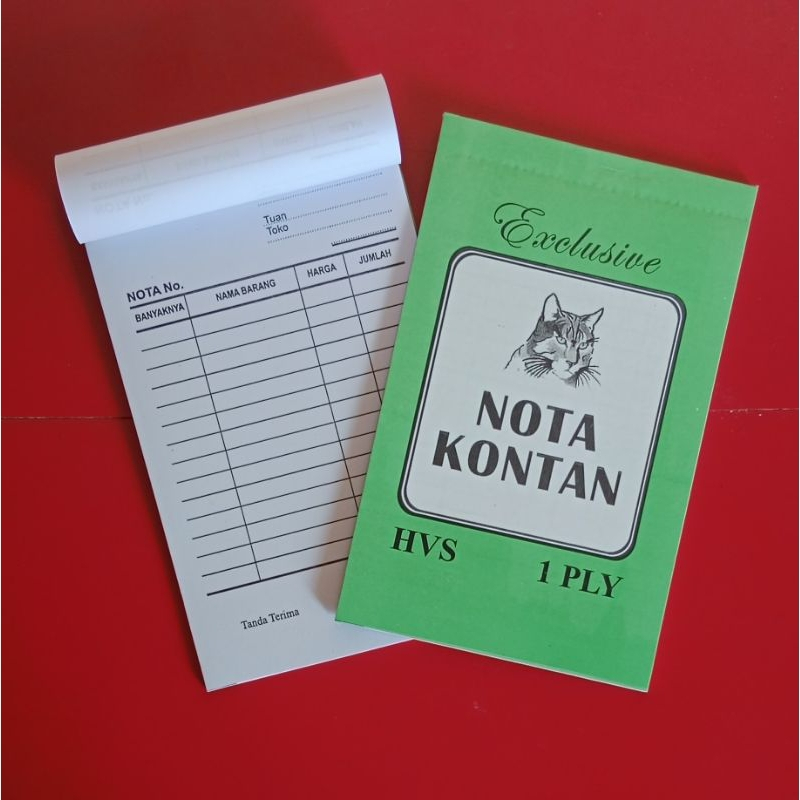 Tuan
Toko
NOTA No.
BANYAKNYA NAMA BARANG HARGA JUMLAH
Tanda Terima
Exclusive
NOTA
KONTAN
HVS
1 PLY